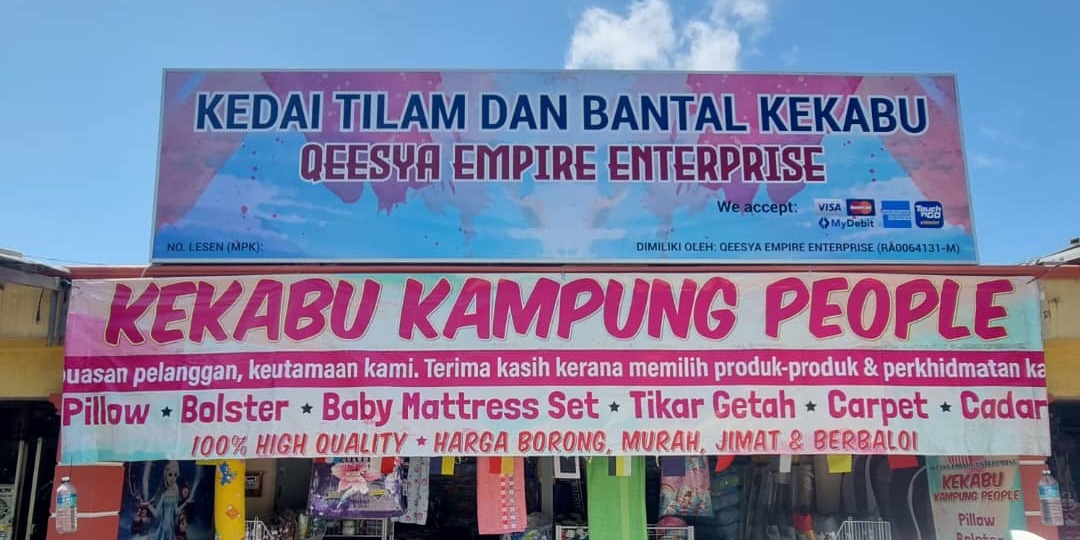 KEDAI TILAM DAN BANTAL KEKABU
QEESYA EMPIRE ENTERPRISE
We accept: VISA
MyDebit
Touch
nGO
NO. LESEN (MPK):
DIMILIKI OLEH: QEESYA EMPIRE ENTERPRISE (RA0064131-M)
KEKABU KAMPUNG PEOPLE
uasan pelanggan, keutamaan kami. Terima kasih kerana memilih produk-produk & perkhidmatan ka
Pillow ★ Bolster ★ Baby Mattress Set ★ Tikar Getah ★ Carpet ★ Cadar
100% HIGH QUALITY ★ HARGA BORONG, MURAH, JIMAT & BERBALOI
KEKABU
KAMPUNG PEOPLE
Pillow
Bolster